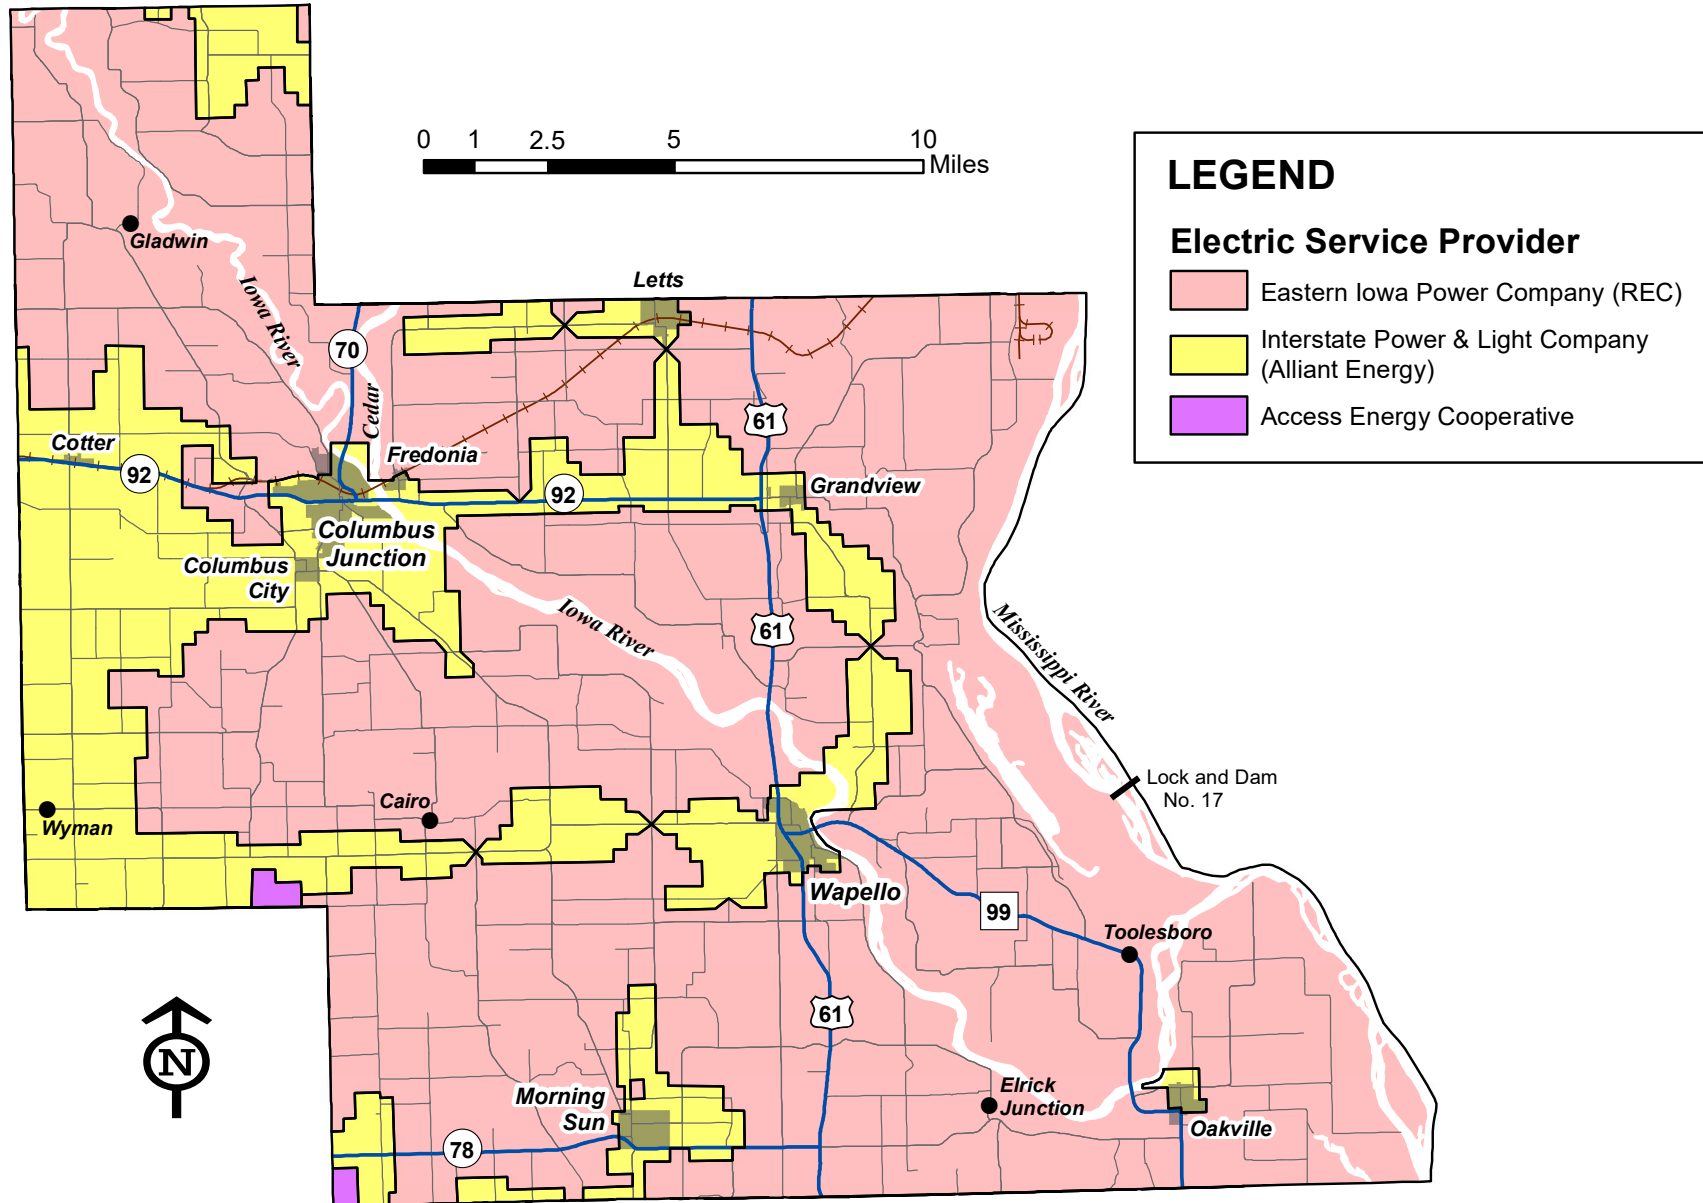 0 1 2.5 5 10
Miles
LEGEND
Electric Service Provider
Eastern Iowa Power Company (REC)
Interstate Power & Light Company
(Alliant Energy)
Access Energy Cooperative
Gladwin
Iowa River
Letts
70
Cedar
61
Cotter
92
Fredonia
92
Grandview
Columbus
Junction
Columbus
City
Iowa River
61
Mississippi River
Lock and Dam
No. 17
Cairo
Wyman
Wapello
99
Toolesboro
N
61
Morning
Sun
Elrick
Junction
Oakville
78